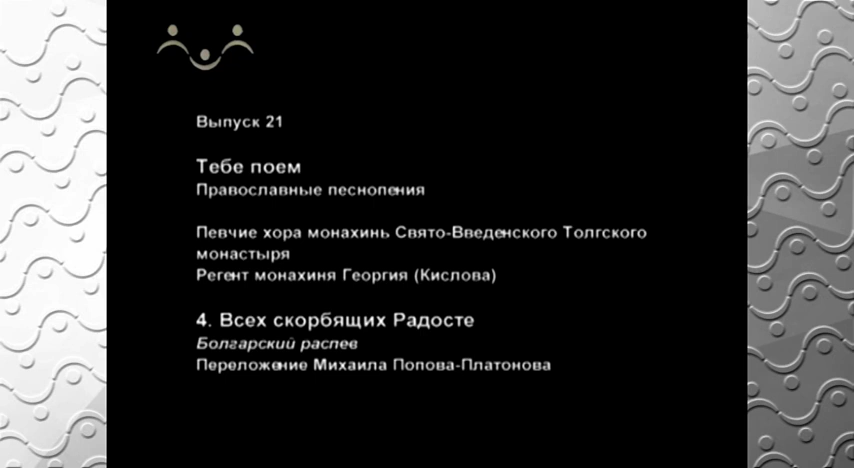 Выпуск 21
Тебе поем
Православные песнопения
Певчие хора монахинь Свято-Введенского Толгского
монастыря
Регент монахиня Георгия (Кислова)
4. Всех скорбящих Радосте
Болгарский распев
Переложение Михаила Попова-Платонова